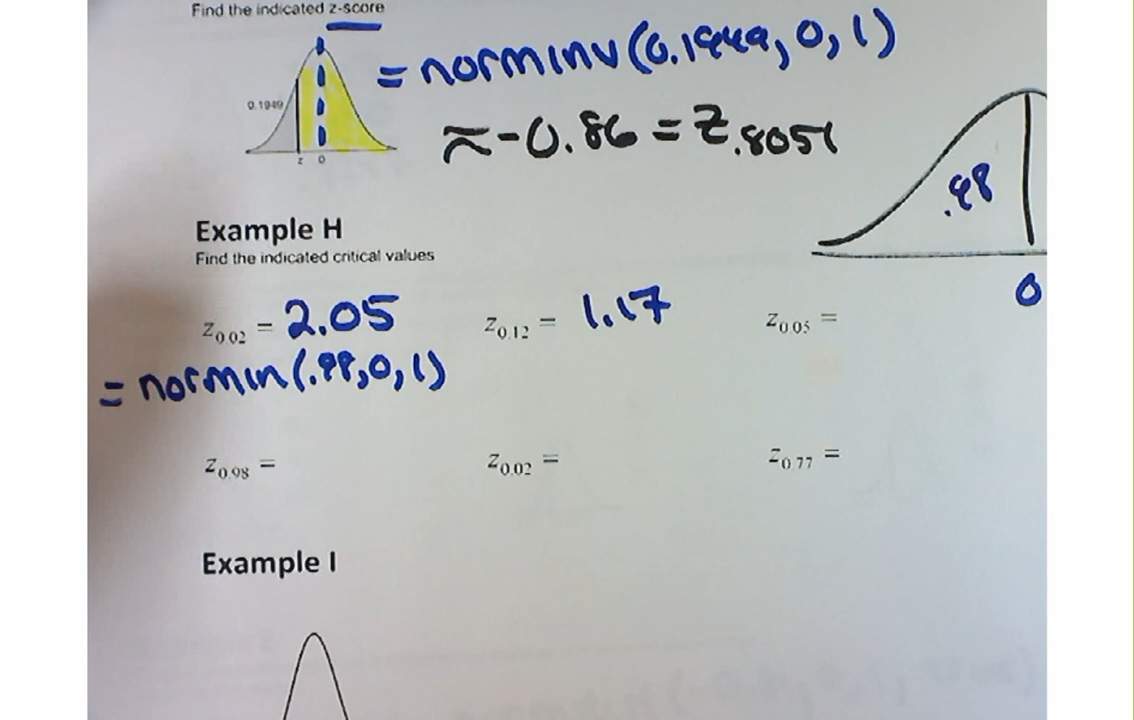 Find the indicated z-score
= norminv(0.1949, 0, 1)
0.1949
z 0
≈ -0.86 = z.8051
.98
0
Example H
Find the indicated critical values
z0.02 = 2.05
z0.12 = 1.17
z0.05 =
= normin(.98,0,1)
z0.98 =
z0.02 =
z0.77 =
Example I